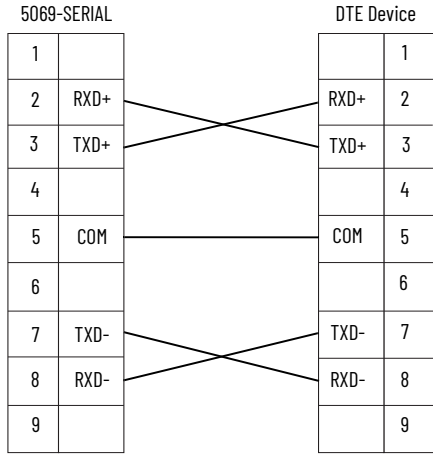 5069-SERIAL DTE Device
1 1
2 RXD+ RXD+ 2
3 TXD+ TXD+ 3
4 4
5 COM COM 5
6 6
7 TXD- TXD- 7
8 RXD- RXD- 8
9 9